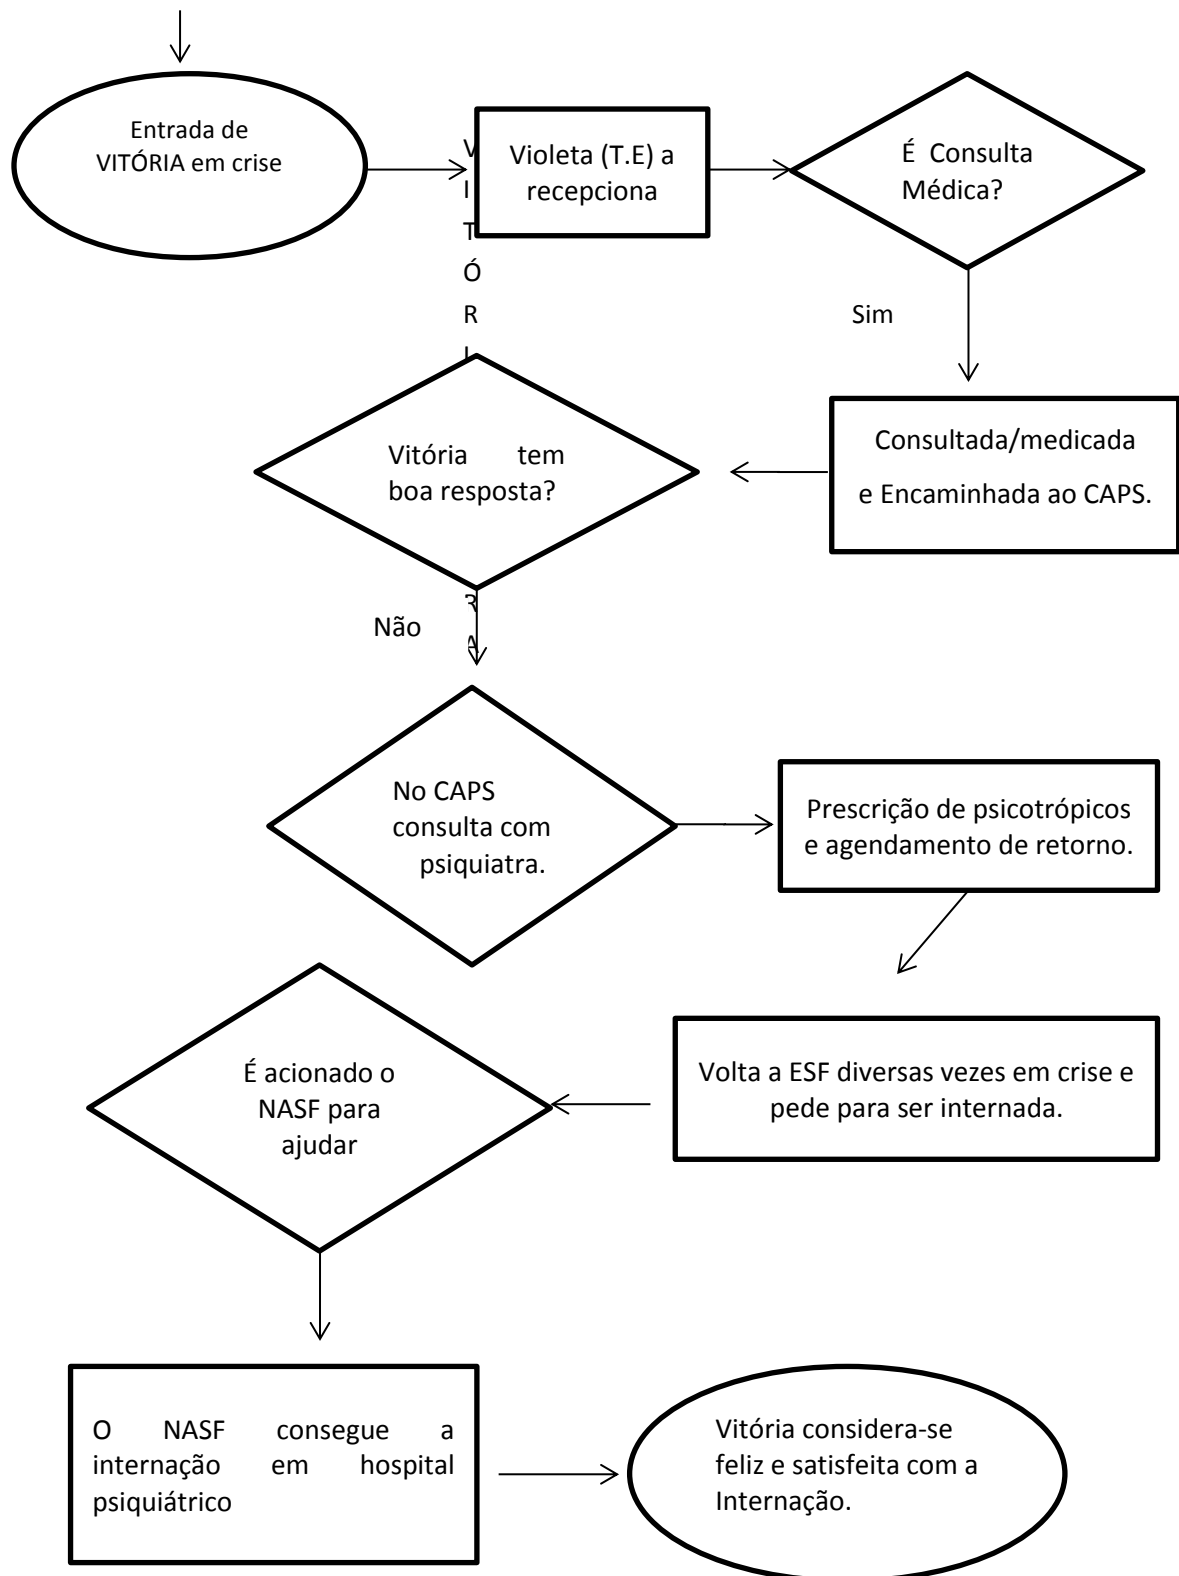 Entrada de
VITÓRIA em crise
Violeta (T.E) a
recepciona
É Consulta
Médica?
V
I
T
Ó
R
I
Sim
Consultada/medicada
e Encaminhada ao CAPS.
Vitória tem
boa resposta?
R
A
Não
No CAPS
consulta com
psiquiatra.
Prescrição de psicotrópicos
e agendamento de retorno.
Volta a ESF diversas vezes em crise e
pede para ser internada.
É acionado o
NASF para
ajudar
O NASF consegue a
internação em hospital
psiquiátrico
Vitória considera-se
feliz e satisfeita com a
Internação.